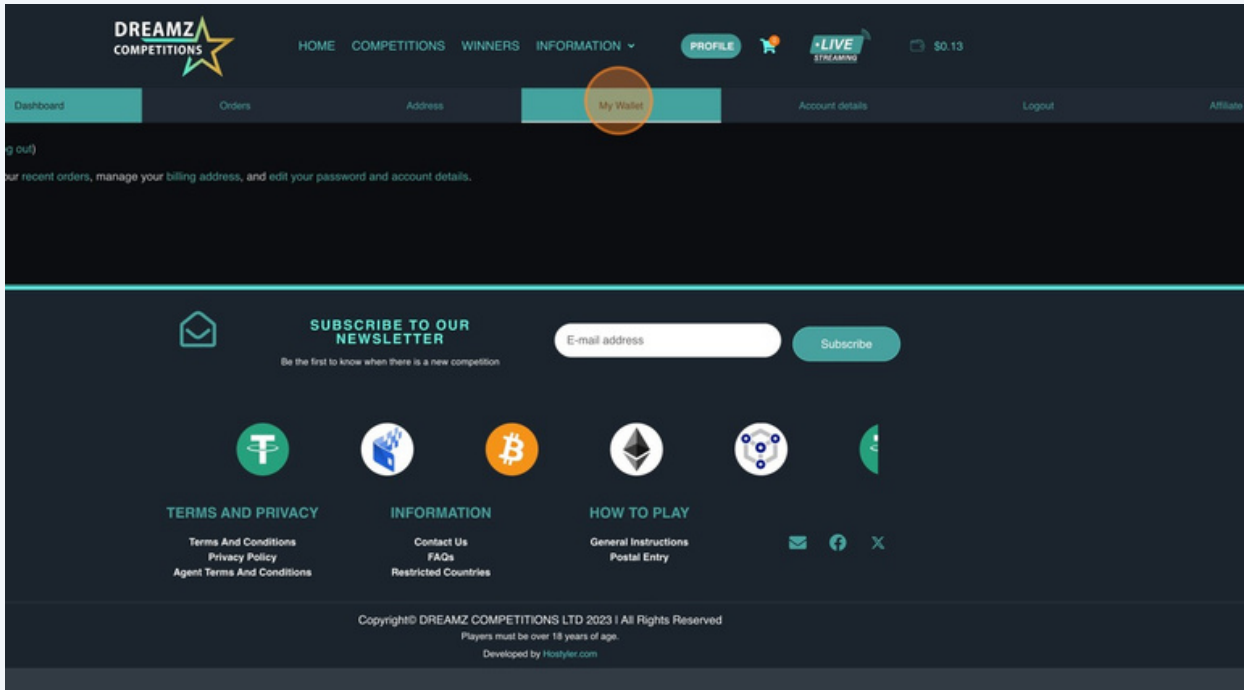 DREAMZ
COMPETITIONS
HOME COMPETITIONS WINNERS INFORMATION PROFILE LIVE $0.13
STREAMING
Dashboard Orders Address My Wallet Account details Logout Affiliate
g out)
our recent orders, manage your billing address, and edit your password and account details.
SUBSCRIBE TO OUR
NEWSLETTER
Be the first to know when there is a new competition
E-mail address
Subscribe
TERMS AND PRIVACY
Terms And Conditions
Privacy Policy
Agent Terms And Conditions
INFORMATION
Contact Us
FAQs
Restricted Countries
HOW TO PLAY
General Instructions
Postal Entry
Copyright© DREAMZ COMPETITIONS LTD 2023 | All Rights Reserved
Players must be over 18 years of age.
Developed by Hostyler.com